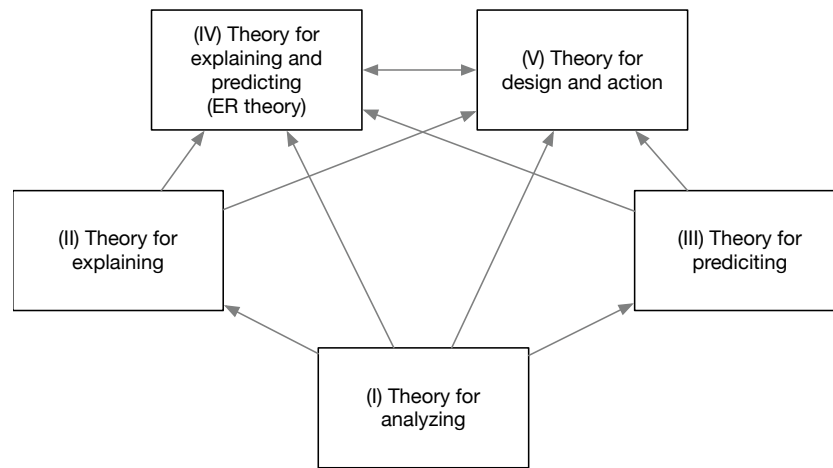 (IV) Theory for
explaining and
predicting
(ER theory)
(V) Theory for
design and action
(II) Theory for
explaining
(III) Theory for
prediciting
(I) Theory for
analyzing